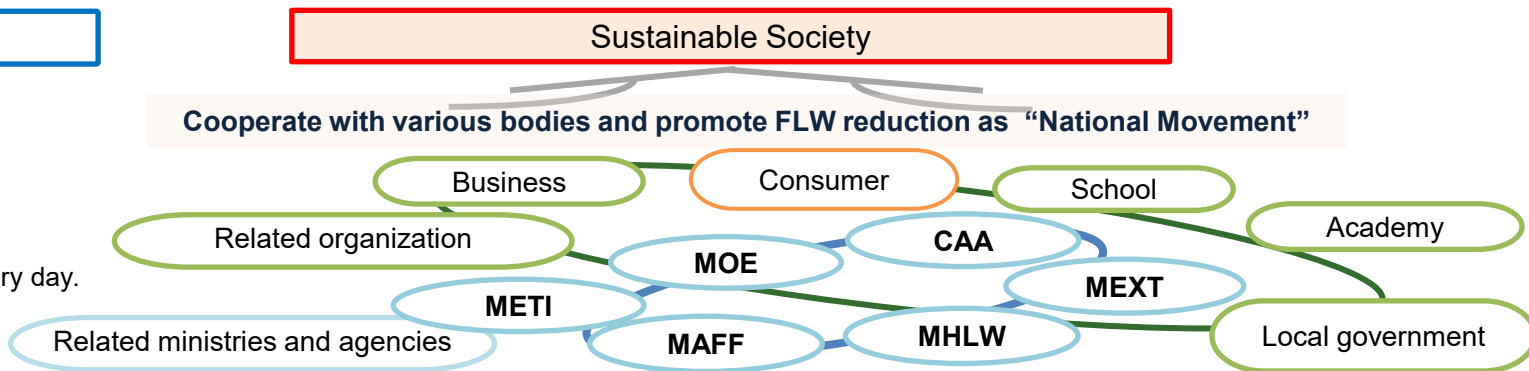 Sustainable Society
Cooperate with various bodies and promote FLW reduction as “National Movement”
Business
Consumer
School
Academy
Related organization
CAA
MOE
ry day.
MEXT
METI
Related ministries and agencies
MAFF
MHLW
Local government